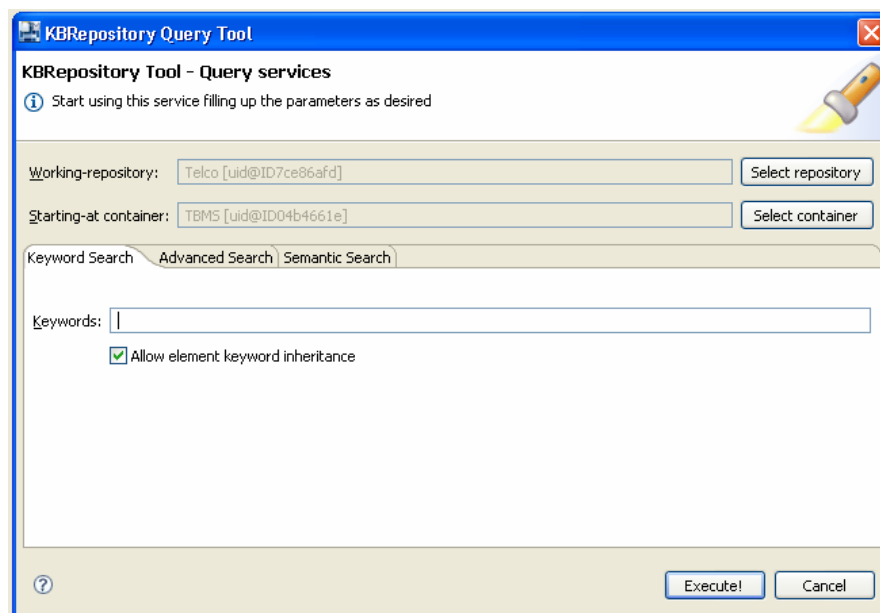 KBRepository Query Tool
KBRepository Tool - Query services
Start using this service filling up the parameters as desired
Working-repository: Telco [uid@ID7ce86afd] Select repository
Starting-at container: TBMS [uid@ID04b4661e] Select container
Keyword Search Advanced Search Semantic Search
Keywords:
Allow element keyword inheritance
Execute! Cancel